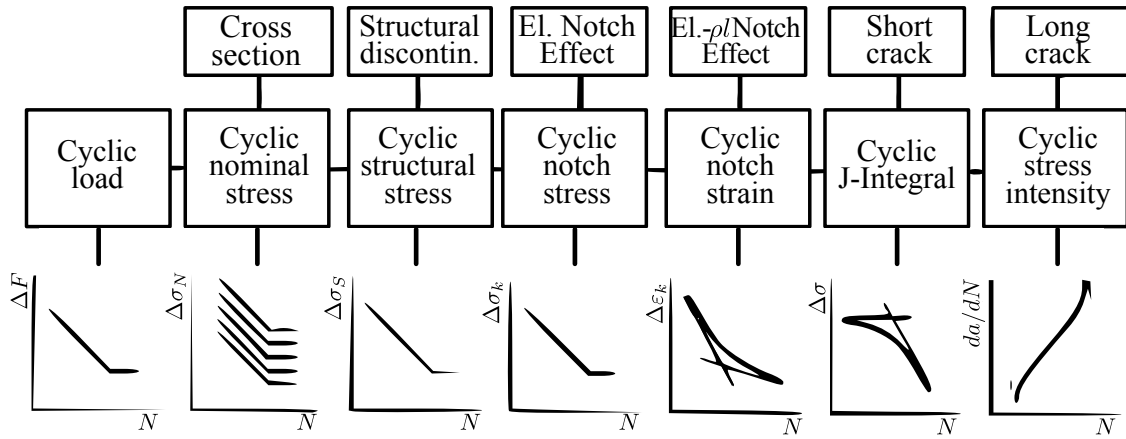 Cross
section
Structural
discontin.
El. Notch
Effect
El.-ρl Notch
Effect
Short
crack
Long
crack
Cyclic
load
Cyclic
nominal
stress
Cyclic
structural
stress
Cyclic
notch
stress
Cyclic
notch
strain
Cyclic
J-Integral
Cyclic
stress
intensity
ΔF
N
Δσ_N
N
Δσ_S
N
Δσ_k
N
Δε_k
N
Δσ
N
da/dN
N